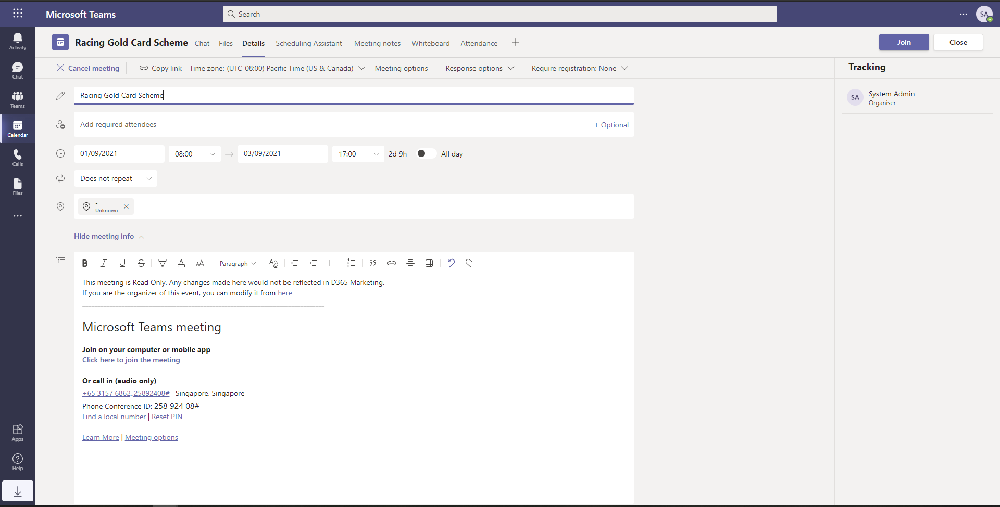 Microsoft Teams
Search
SA
Activity
Chat
Teams
Calendar
Calls
Files
Apps
Help
Racing Gold Card Scheme Chat Files Details Scheduling Assistant Meeting notes Whiteboard Attendance
Join Close
Cancel meeting Copy link Time zone: (UTC-08:00) Pacific Time (US & Canada) Meeting options Response options Require registration: None
Racing Gold Card Scheme
Add required attendees + Optional
01/09/2021 08:00 03/09/2021 17:00 2d 9h All day
Does not repeat
-
Unknown
Hide meeting info
Paragraph
This meeting is Read Only. Any changes made here would not be reflected in D365 Marketing.
If you are the organizer of this event, you can modify it from here
Microsoft Teams meeting
Join on your computer or mobile app
Click here to join the meeting
Or call in (audio only)
+65 3157 6862,,25892408# Singapore, Singapore
Phone Conference ID: 258 924 08#
Find a local number | Reset PIN
Learn More | Meeting options
Tracking
SA System Admin
Organiser